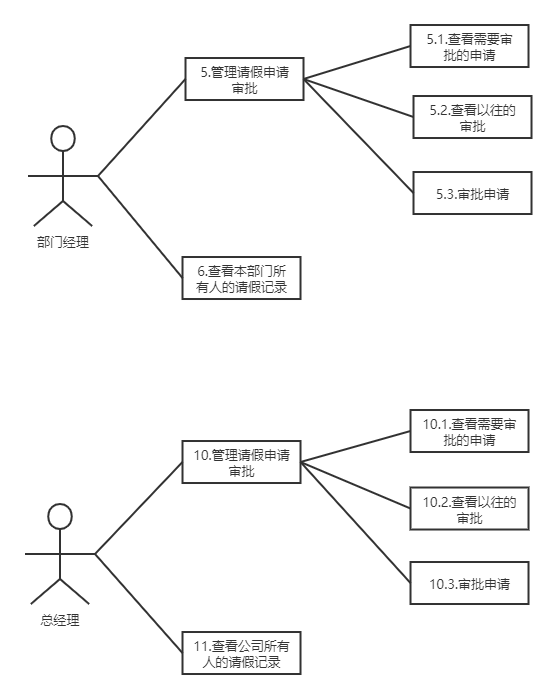 5.1.查看需要审
批的申请
5.管理请假申请
审批
5.2.查看以往的
审批
5.3.审批申请
部门经理
6.查看本部门所
有人的请假记录
10.1.查看需要审
批的申请
10.管理请假申请
审批
10.2.查看以往的
审批
10.3.审批申请
总经理
11.查看公司所有
人的请假记录